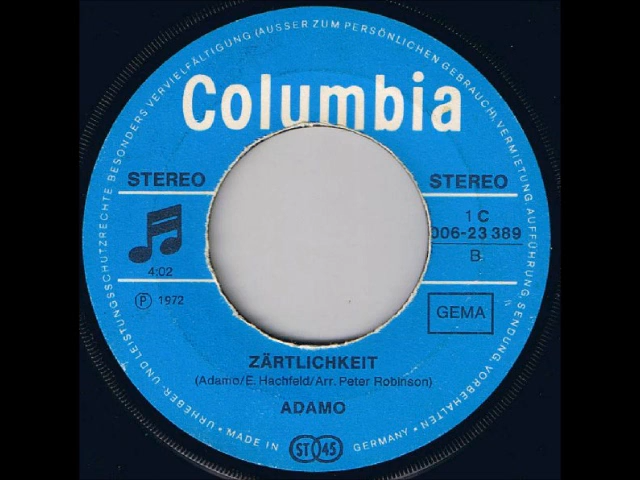 URHEBER- UND LEISTUNGSSCHUTZRECHTE BESONDERS VERVIELFÄLTIGUNG (AUSSER ZUM PERSÖNLICHEN GEBRAUCH), VERMIETUNG, AUFFÜHRUNG, SENDUNG VORBEHALTEN
Columbia
STEREO STEREO
1 C
006-23 389
B
4:02
Ⓟ 1972
GEMA
ZÄRTLICHKEIT
(Adamo/E. Hachfeld/Arr. Peter Robinson)
ADAMO
• MADE IN GERMANY •
ST 45